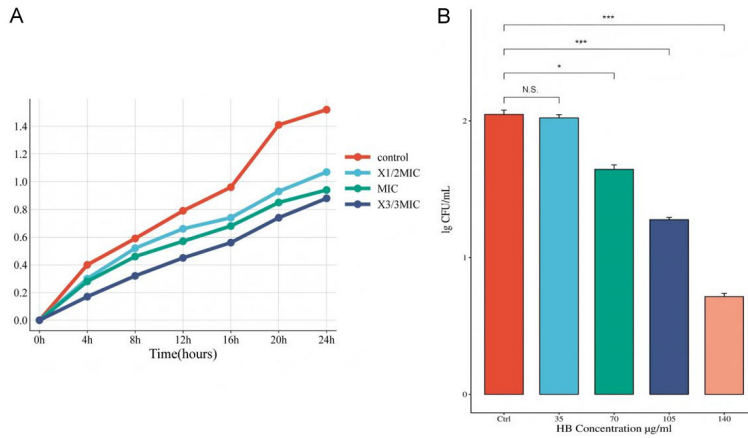 A
1.4
1.2
1.0
0.8
0.6
0.4
0.2
0.0
0h 4h 8h 12h 16h 20h 24h
Time(hours)
control
X1/2MIC
MIC
X3/3MIC
B
***
***
*
N.S.
lg CFU/mL
2
1
0
Ctrl 35 70 105 140
HB Concentration μg/ml